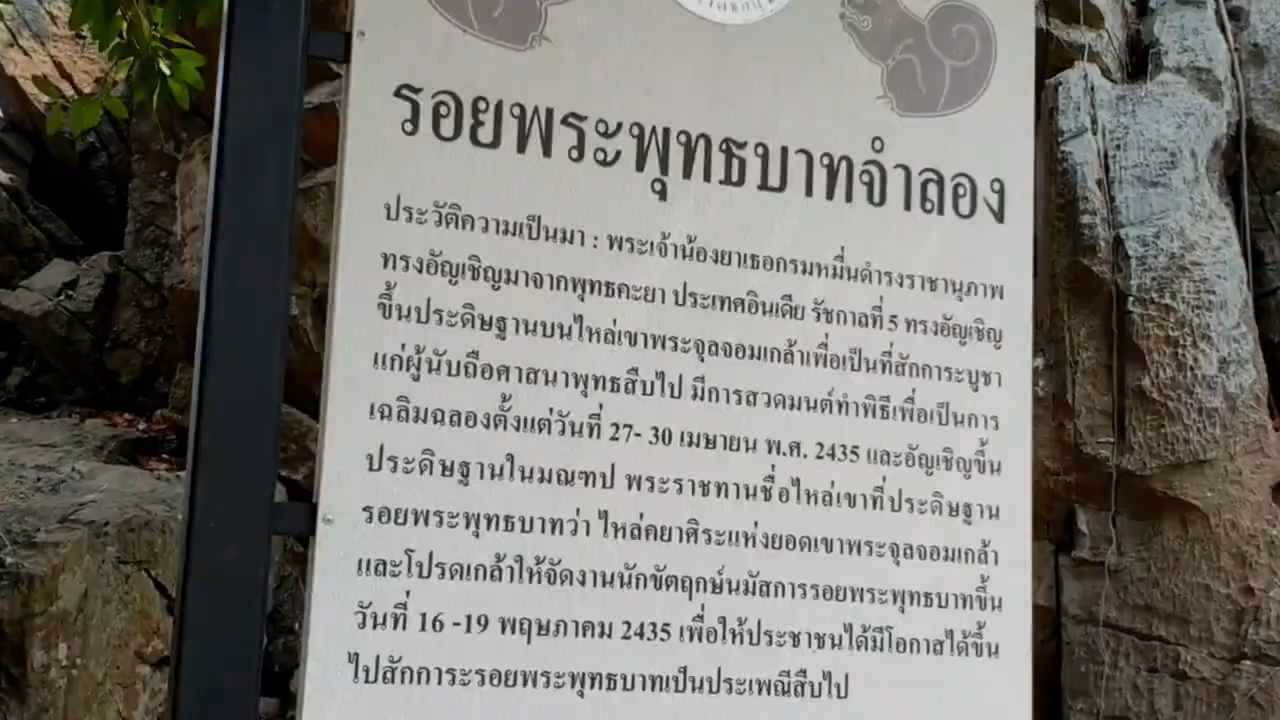 รอยพระพุทธบาทจำลอง
ประวัติความเป็นมา : พระเจ้าน้องยาเธอกรมหมื่นดำรงราชานุภาพ
ทรงอัญเชิญมาจากพุทธคะยา ประเทศอินเดีย รัชกาลที่ 5 ทรงอัญเชิญ
ขึ้นประดิษฐานบนไหล่เขาพระจุลจอมเกล้าเพื่อเป็นที่สักการะบูชา
แก่ผู้นับถือศาสนาพุทธสืบไป มีการสวดมนต์ทำพิธีเพื่อเป็นการ
เฉลิมฉลองตั้งแต่วันที่ 27- 30 เมษายน พ.ศ. 2435 และอัญเชิญขึ้น
ประดิษฐานในมณฑป พระราชทานชื่อไหล่เขาที่ประดิษฐาน
รอยพระพุทธบาทว่า ไหล่คยาศิระแห่งยอดเขาพระจุลจอมเกล้า
และโปรดเกล้าให้จัดงานนักขัตฤกษ์นมัสการรอยพระพุทธบาทขึ้น
วันที่ 16 -19 พฤษภาคม 2435 เพื่อให้ประชาชนได้มีโอกาสได้ขึ้น
ไปสักการะรอยพระพุทธบาทเป็นประเพณีสืบไป